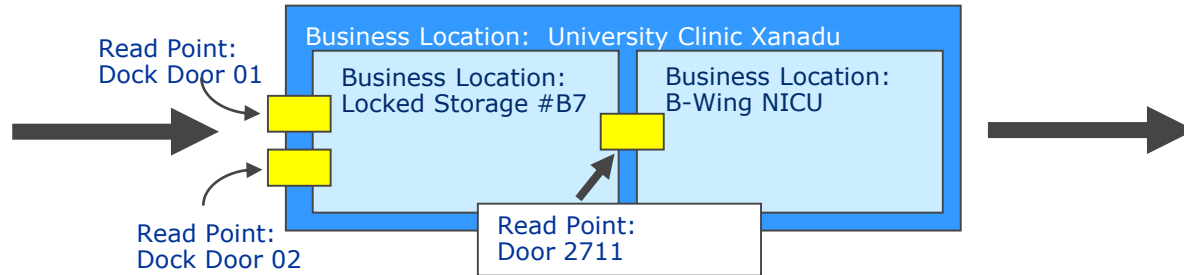 Business Location:  University Clinic Xanadu
Read Point:
Dock Door 01
Business Location:
Locked Storage #B7
Business Location:
B-Wing NICU
Read Point:
Dock Door 02
Read Point:
Door 2711